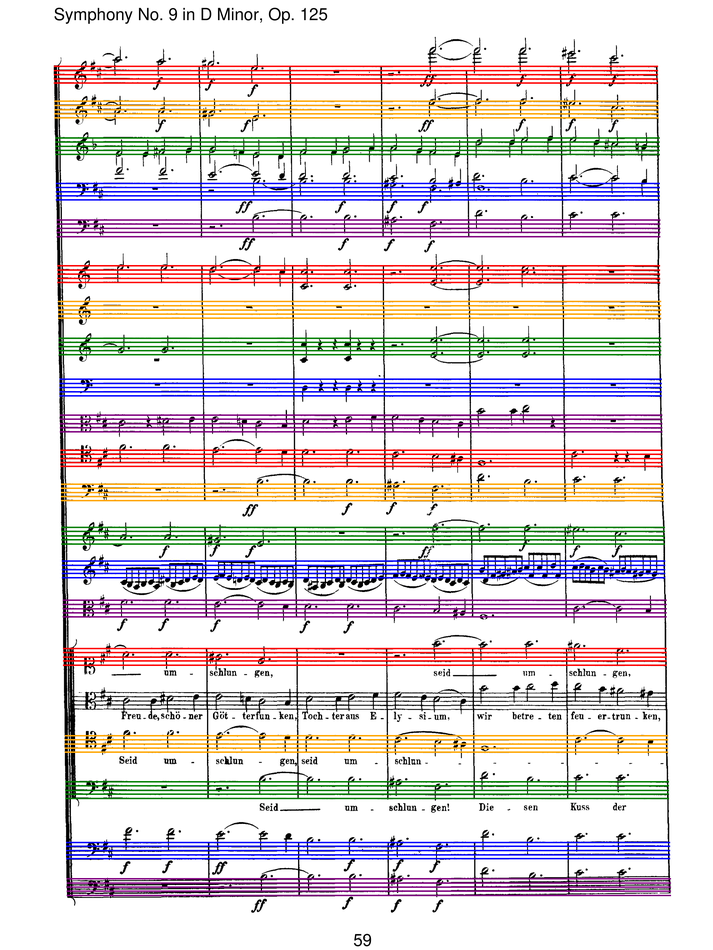 Symphony No. 9 in D Minor, Op. 125
f f f ff f f f
f f f ff f f f
ff f f f
ff f f f
ff f f f
f f f ff f f f
f f f f
um - schlun - gen, seid um - schlun - gen,
Freu - de, schö - ner Göt - terfun - ken, Toch - ter aus E - ly - si - um, wir betre - ten feu - er - trun - ken,
Seid um - schlun - gen, seid um - schlun -
Seid um - schlun - gen! Die - sen Kuss der
f f ff f f f
ff f f f
59